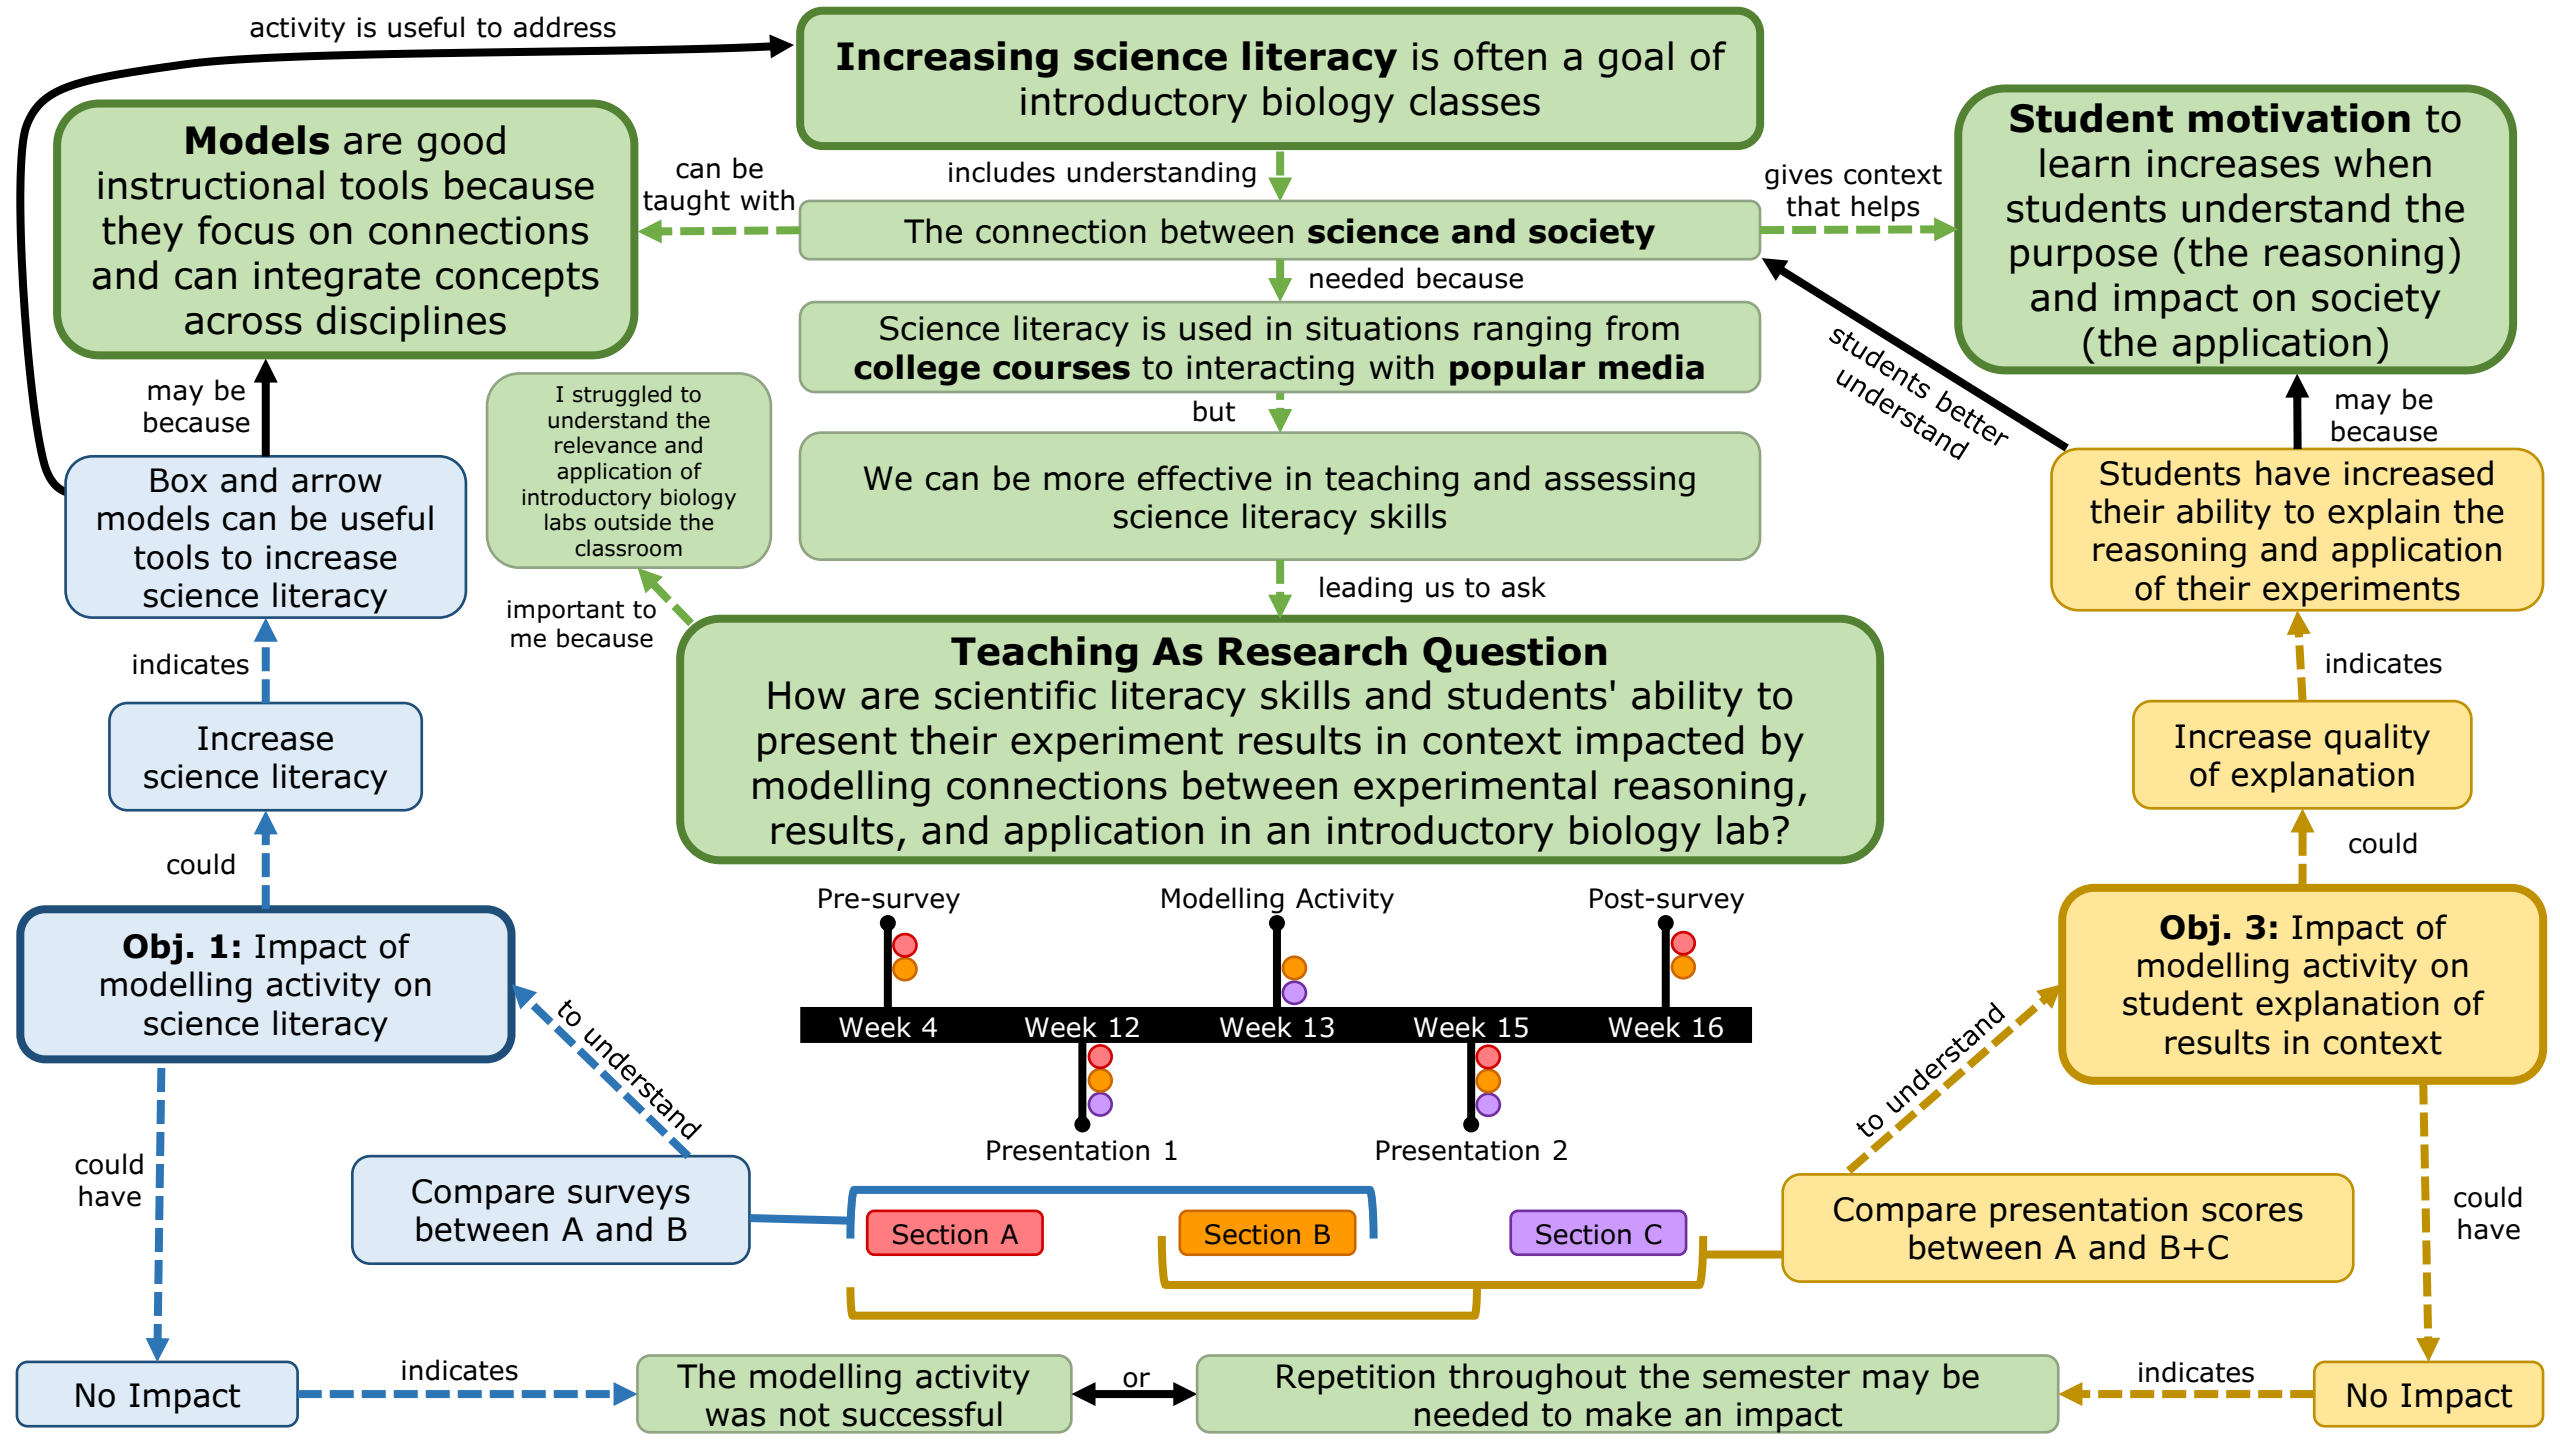 activity is useful to address
Increasing science literacy is often a goal of
introductory biology classes
Models are good
instructional tools because
they focus on connections
and can integrate concepts
across disciplines
can be
taught with
includes understanding
The connection between science and society
gives context
that helps
Student motivation to
learn increases when
students understand the
purpose (the reasoning)
and impact on society
(the application)
needed because
Science literacy is used in situations ranging from
college courses to interacting with popular media
students better
understand
may be
because
I struggled to
understand the
relevance and
application of
introductory biology
labs outside the
classroom
but
may be
because
Box and arrow
models can be useful
tools to increase
science literacy
We can be more effective in teaching and assessing
science literacy skills
Students have increased
their ability to explain the
reasoning and application
of their experiments
important to
me because
leading us to ask
indicates
Teaching As Research Question
How are scientific literacy skills and students' ability to
present their experiment results in context impacted by
modelling connections between experimental reasoning,
results, and application in an introductory biology lab?
indicates
Increase
science literacy
Increase quality
of explanation
could
could
Pre-survey
Modelling Activity
Post-survey
Obj. 1: Impact of
modelling activity on
science literacy
Obj. 3: Impact of
modelling activity on
student explanation of
results in context
Week 4
Week 12
Week 13
Week 15
Week 16
to understand
to understand
Presentation 1
Presentation 2
could
have
Compare surveys
between A and B
Section A
Section B
Section C
Compare presentation scores
between A and B+C
could
have
No Impact
indicates
The modelling activity
was not successful
or
Repetition throughout the semester may be
needed to make an impact
indicates
No Impact